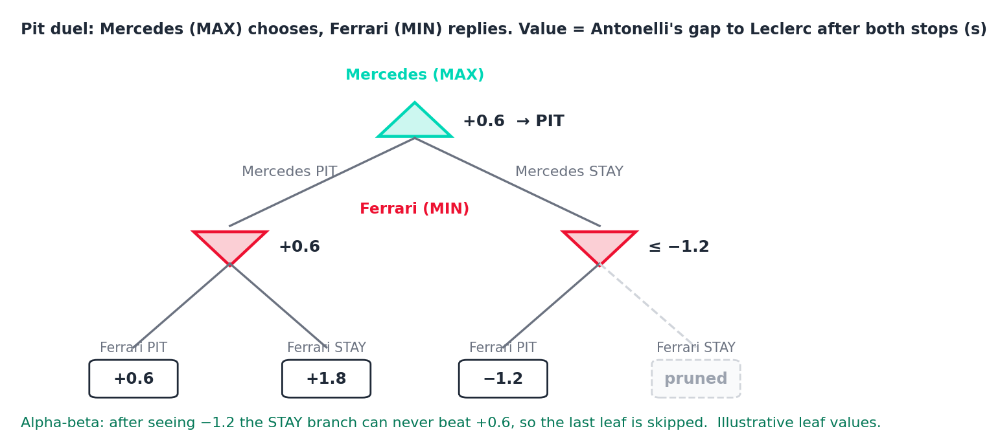 Pit duel: Mercedes (MAX) chooses, Ferrari (MIN) replies. Value = Antonelli's gap to Leclerc after both stops (s)
Mercedes (MAX)
+0.6 → PIT
Mercedes PIT
Mercedes STAY
Ferrari (MIN)
+0.6
≤ −1.2
Ferrari PIT
Ferrari STAY
Ferrari PIT
Ferrari STAY
+0.6
+1.8
−1.2
pruned
Alpha-beta: after seeing −1.2 the STAY branch can never beat +0.6, so the last leaf is skipped.  Illustrative leaf values.